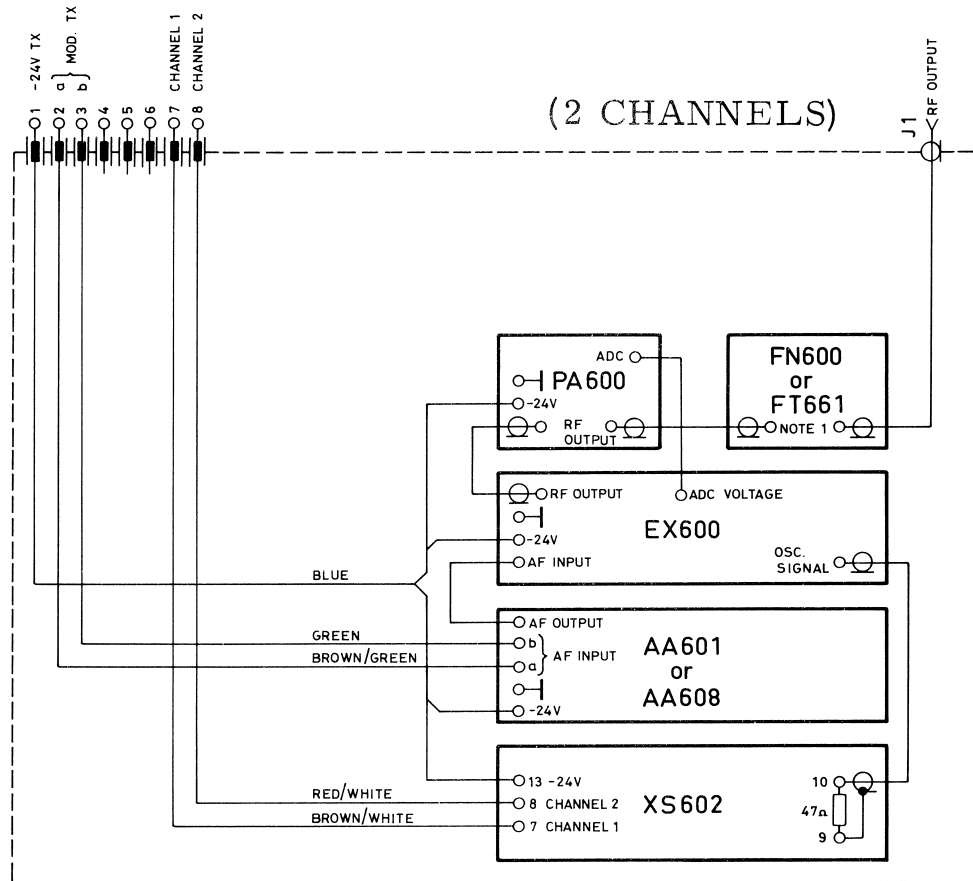 1 -24V TX
2 a } MOD. TX
3 b
4
5
6
7 CHANNEL 1
8 CHANNEL 2
(2 CHANNELS)
J1
RF OUTPUT
ADC
PA600
-24V
RF
OUTPUT
FN600
or
FT661
NOTE 1
RF OUTPUT
ADC VOLTAGE
EX600
-24V
AF INPUT
OSC.
SIGNAL
BLUE
GREEN
BROWN/GREEN
AF OUTPUT
b
a
AF INPUT
-24V
AA601
or
AA608
RED/WHITE
BROWN/WHITE
13 -24V
8 CHANNEL 2
7 CHANNEL 1
XS602
10
47Ω
9